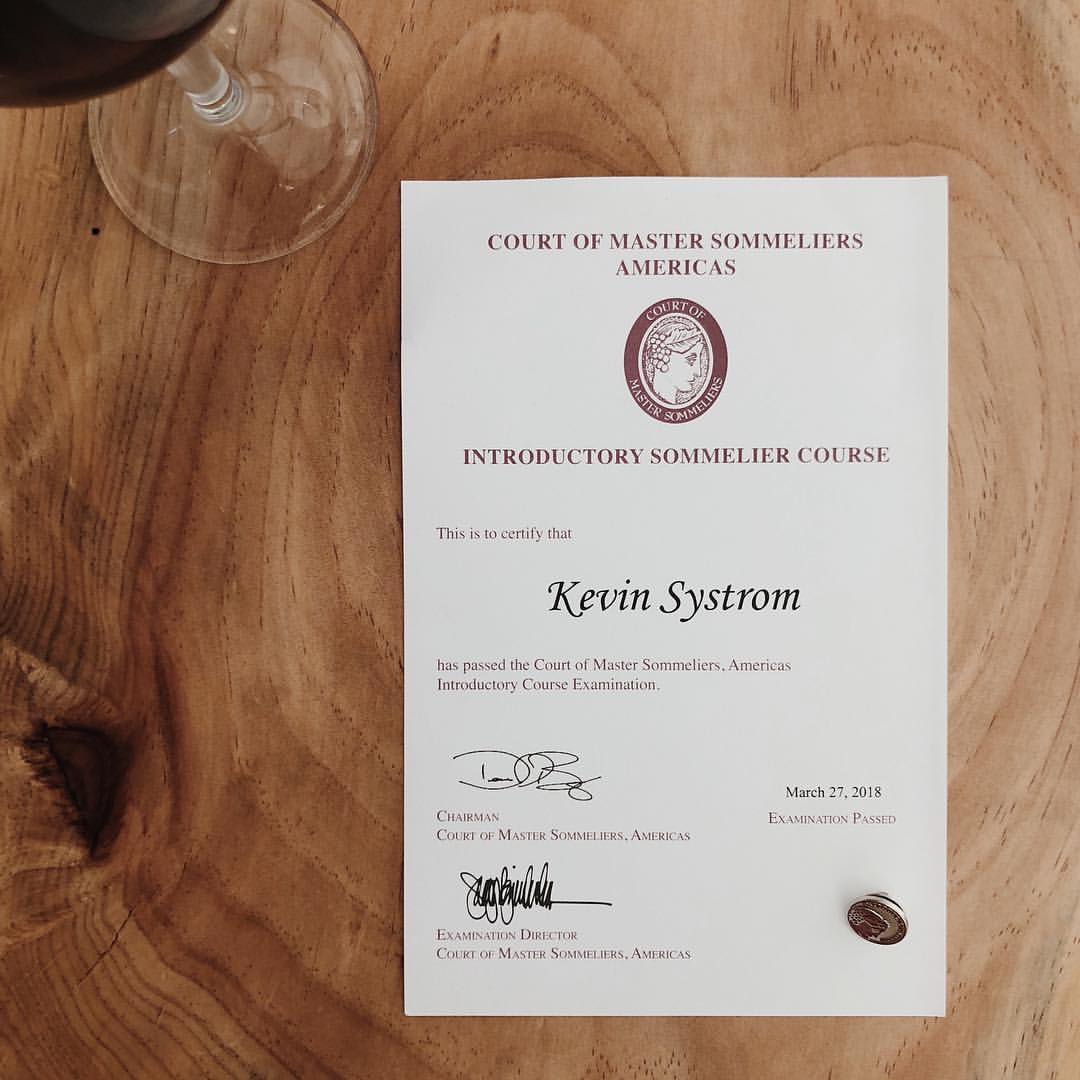 COURT OF MASTER SOMMELIERS
AMERICAS
COURT OF
MASTER SOMMELIERS
INTRODUCTORY SOMMELIER COURSE
This is to certify that
Kevin Systrom
has passed the Court of Master Sommeliers, Americas
Introductory Course Examination.
March 27, 2018
CHAIRMAN
EXAMINATION PASSED
COURT OF MASTER SOMMELIERS, AMERICAS
EXAMINATION DIRECTOR
COURT OF MASTER SOMMELIERS, AMERICAS